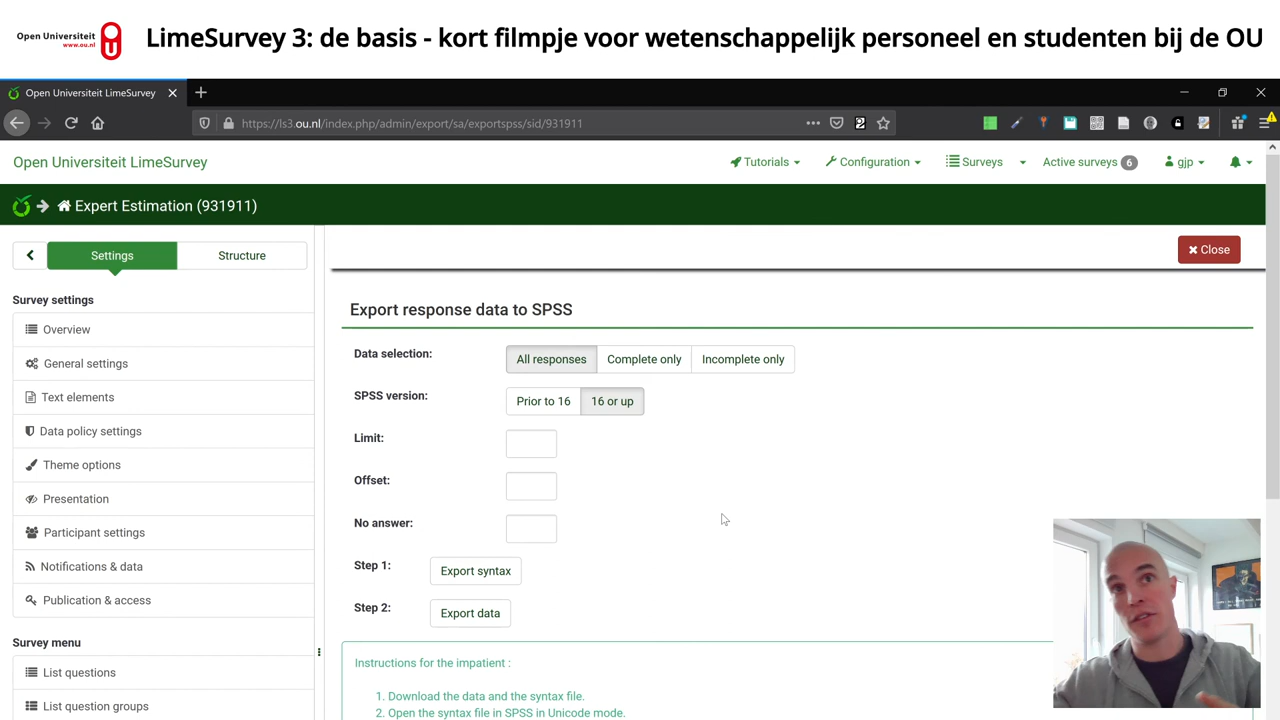 Open Universiteit
www.ou.nl
LimeSurvey 3: de basis - kort filmpje voor wetenschappelijk personeel en studenten bij de OU
Open Universiteit LimeSurvey
https://ls3.ou.nl/index.php/admin/export/sa/exportspss/sid/931911
Open Universiteit LimeSurvey
Tutorials
Configuration
Surveys
Active surveys 6
gjp
Expert Estimation (931911)
Settings
Structure
Close
Survey settings
Overview
General settings
Text elements
Data policy settings
Theme options
Presentation
Participant settings
Notifications & data
Publication & access
Survey menu
List questions
List question groups
Export response data to SPSS
Data selection: All responses Complete only Incomplete only
SPSS version: Prior to 16 16 or up
Limit:
Offset:
No answer:
Step 1: Export syntax
Step 2: Export data
Instructions for the impatient :
1. Download the data and the syntax file.
2. Open the syntax file in SPSS in Unicode mode.